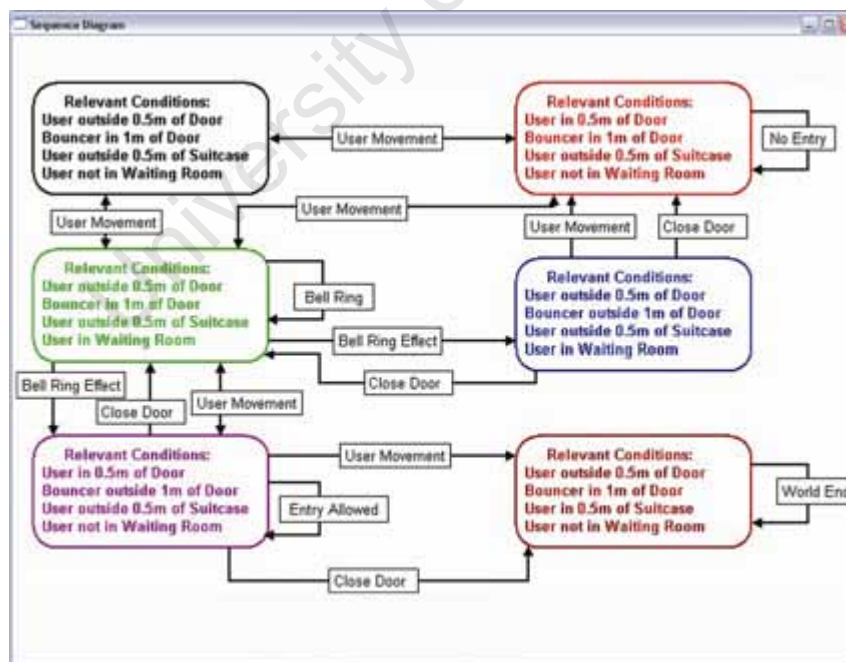 Sequence Diagram
University of
Relevant Conditions:
User outside 0.5m of Door
Bouncer in 1m of Door
User outside 0.5m of Suitcase
User not in Waiting Room
User Movement
Relevant Conditions:
User in 0.5m of Door
Bouncer in 1m of Door
User outside 0.5m of Suitcase
User not in Waiting Room
No Entry
User Movement
User Movement
User Movement
Close Door
Relevant Conditions:
User outside 0.5m of Door
Bouncer in 1m of Door
User outside 0.5m of Suitcase
User in Waiting Room
Bell Ring
Bell Ring Effect
Close Door
Relevant Conditions:
User outside 0.5m of Door
Bouncer outside 1m of Door
User outside 0.5m of Suitcase
User in Waiting Room
Bell Ring Effect
Close Door
User Movement
Relevant Conditions:
User in 0.5m of Door
Bouncer outside 1m of Door
User outside 0.5m of Suitcase
User not in Waiting Room
User Movement
Entry Allowed
Relevant Conditions:
User outside 0.5m of Door
Bouncer in 1m of Door
User in 0.5m of Suitcase
User not in Waiting Room
World End
Close Door